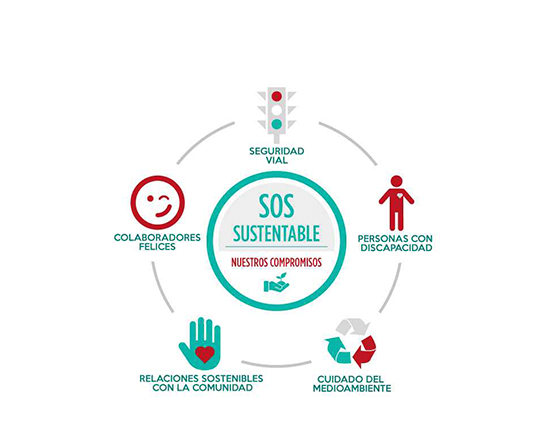 SEGURIDAD
VIAL
SOS
SUSTENTABLE
NUESTROS COMPROMISOS
COLABORADORES
FELICES
PERSONAS CON
DISCAPACIDAD
RELACIONES SOSTENIBLES
CON LA COMUNIDAD
CUIDADO DEL
MEDIOAMBIENTE